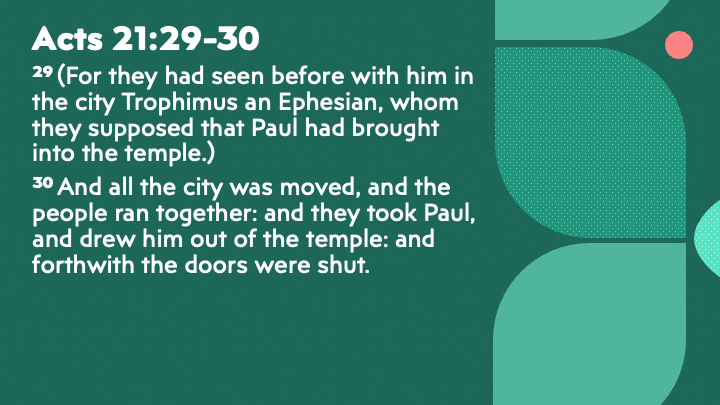 Acts 21:29-30
29 (For they had seen before with him in
the city Trophimus an Ephesian, whom
they supposed that Paul had brought
into the temple.)
30 And all the city was moved, and the
people ran together: and they took Paul,
and drew him out of the temple: and
forthwith the doors were shut.